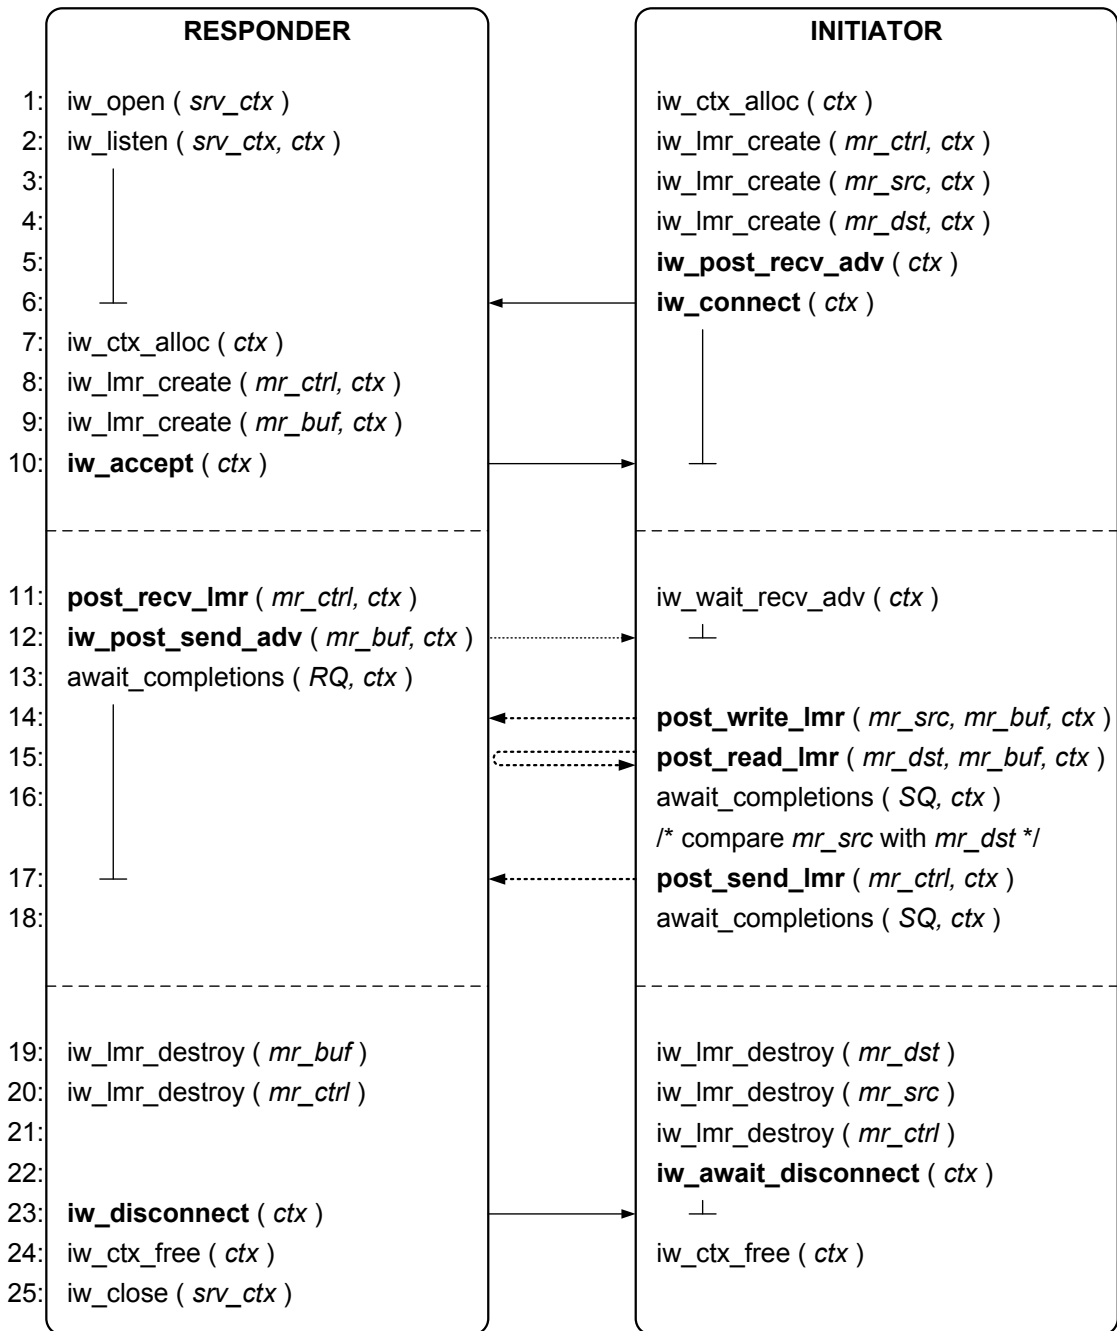 RESPONDER INITIATOR
1: iw_open ( srv_ctx ) iw_ctx_alloc ( ctx )
2: iw_listen ( srv_ctx, ctx ) iw_lmr_create ( mr_ctrl, ctx )
3: iw_lmr_create ( mr_src, ctx )
4: iw_lmr_create ( mr_dst, ctx )
5: iw_post_recv_adv ( ctx )
6: iw_connect ( ctx )
7: iw_ctx_alloc ( ctx )
8: iw_lmr_create ( mr_ctrl, ctx )
9: iw_lmr_create ( mr_buf, ctx )
10: iw_accept ( ctx )
11: post_recv_lmr ( mr_ctrl, ctx ) iw_wait_recv_adv ( ctx )
12: iw_post_send_adv ( mr_buf, ctx )
13: await_completions ( RQ, ctx )
14: post_write_lmr ( mr_src, mr_buf, ctx )
15: post_read_lmr ( mr_dst, mr_buf, ctx )
16: await_completions ( SQ, ctx )
/* compare mr_src with mr_dst */
17: post_send_lmr ( mr_ctrl, ctx )
18: await_completions ( SQ, ctx )
19: iw_lmr_destroy ( mr_buf ) iw_lmr_destroy ( mr_dst )
20: iw_lmr_destroy ( mr_ctrl ) iw_lmr_destroy ( mr_src )
21: iw_lmr_destroy ( mr_ctrl )
22: iw_await_disconnect ( ctx )
23: iw_disconnect ( ctx )
24: iw_ctx_free ( ctx ) iw_ctx_free ( ctx )
25: iw_close ( srv_ctx )